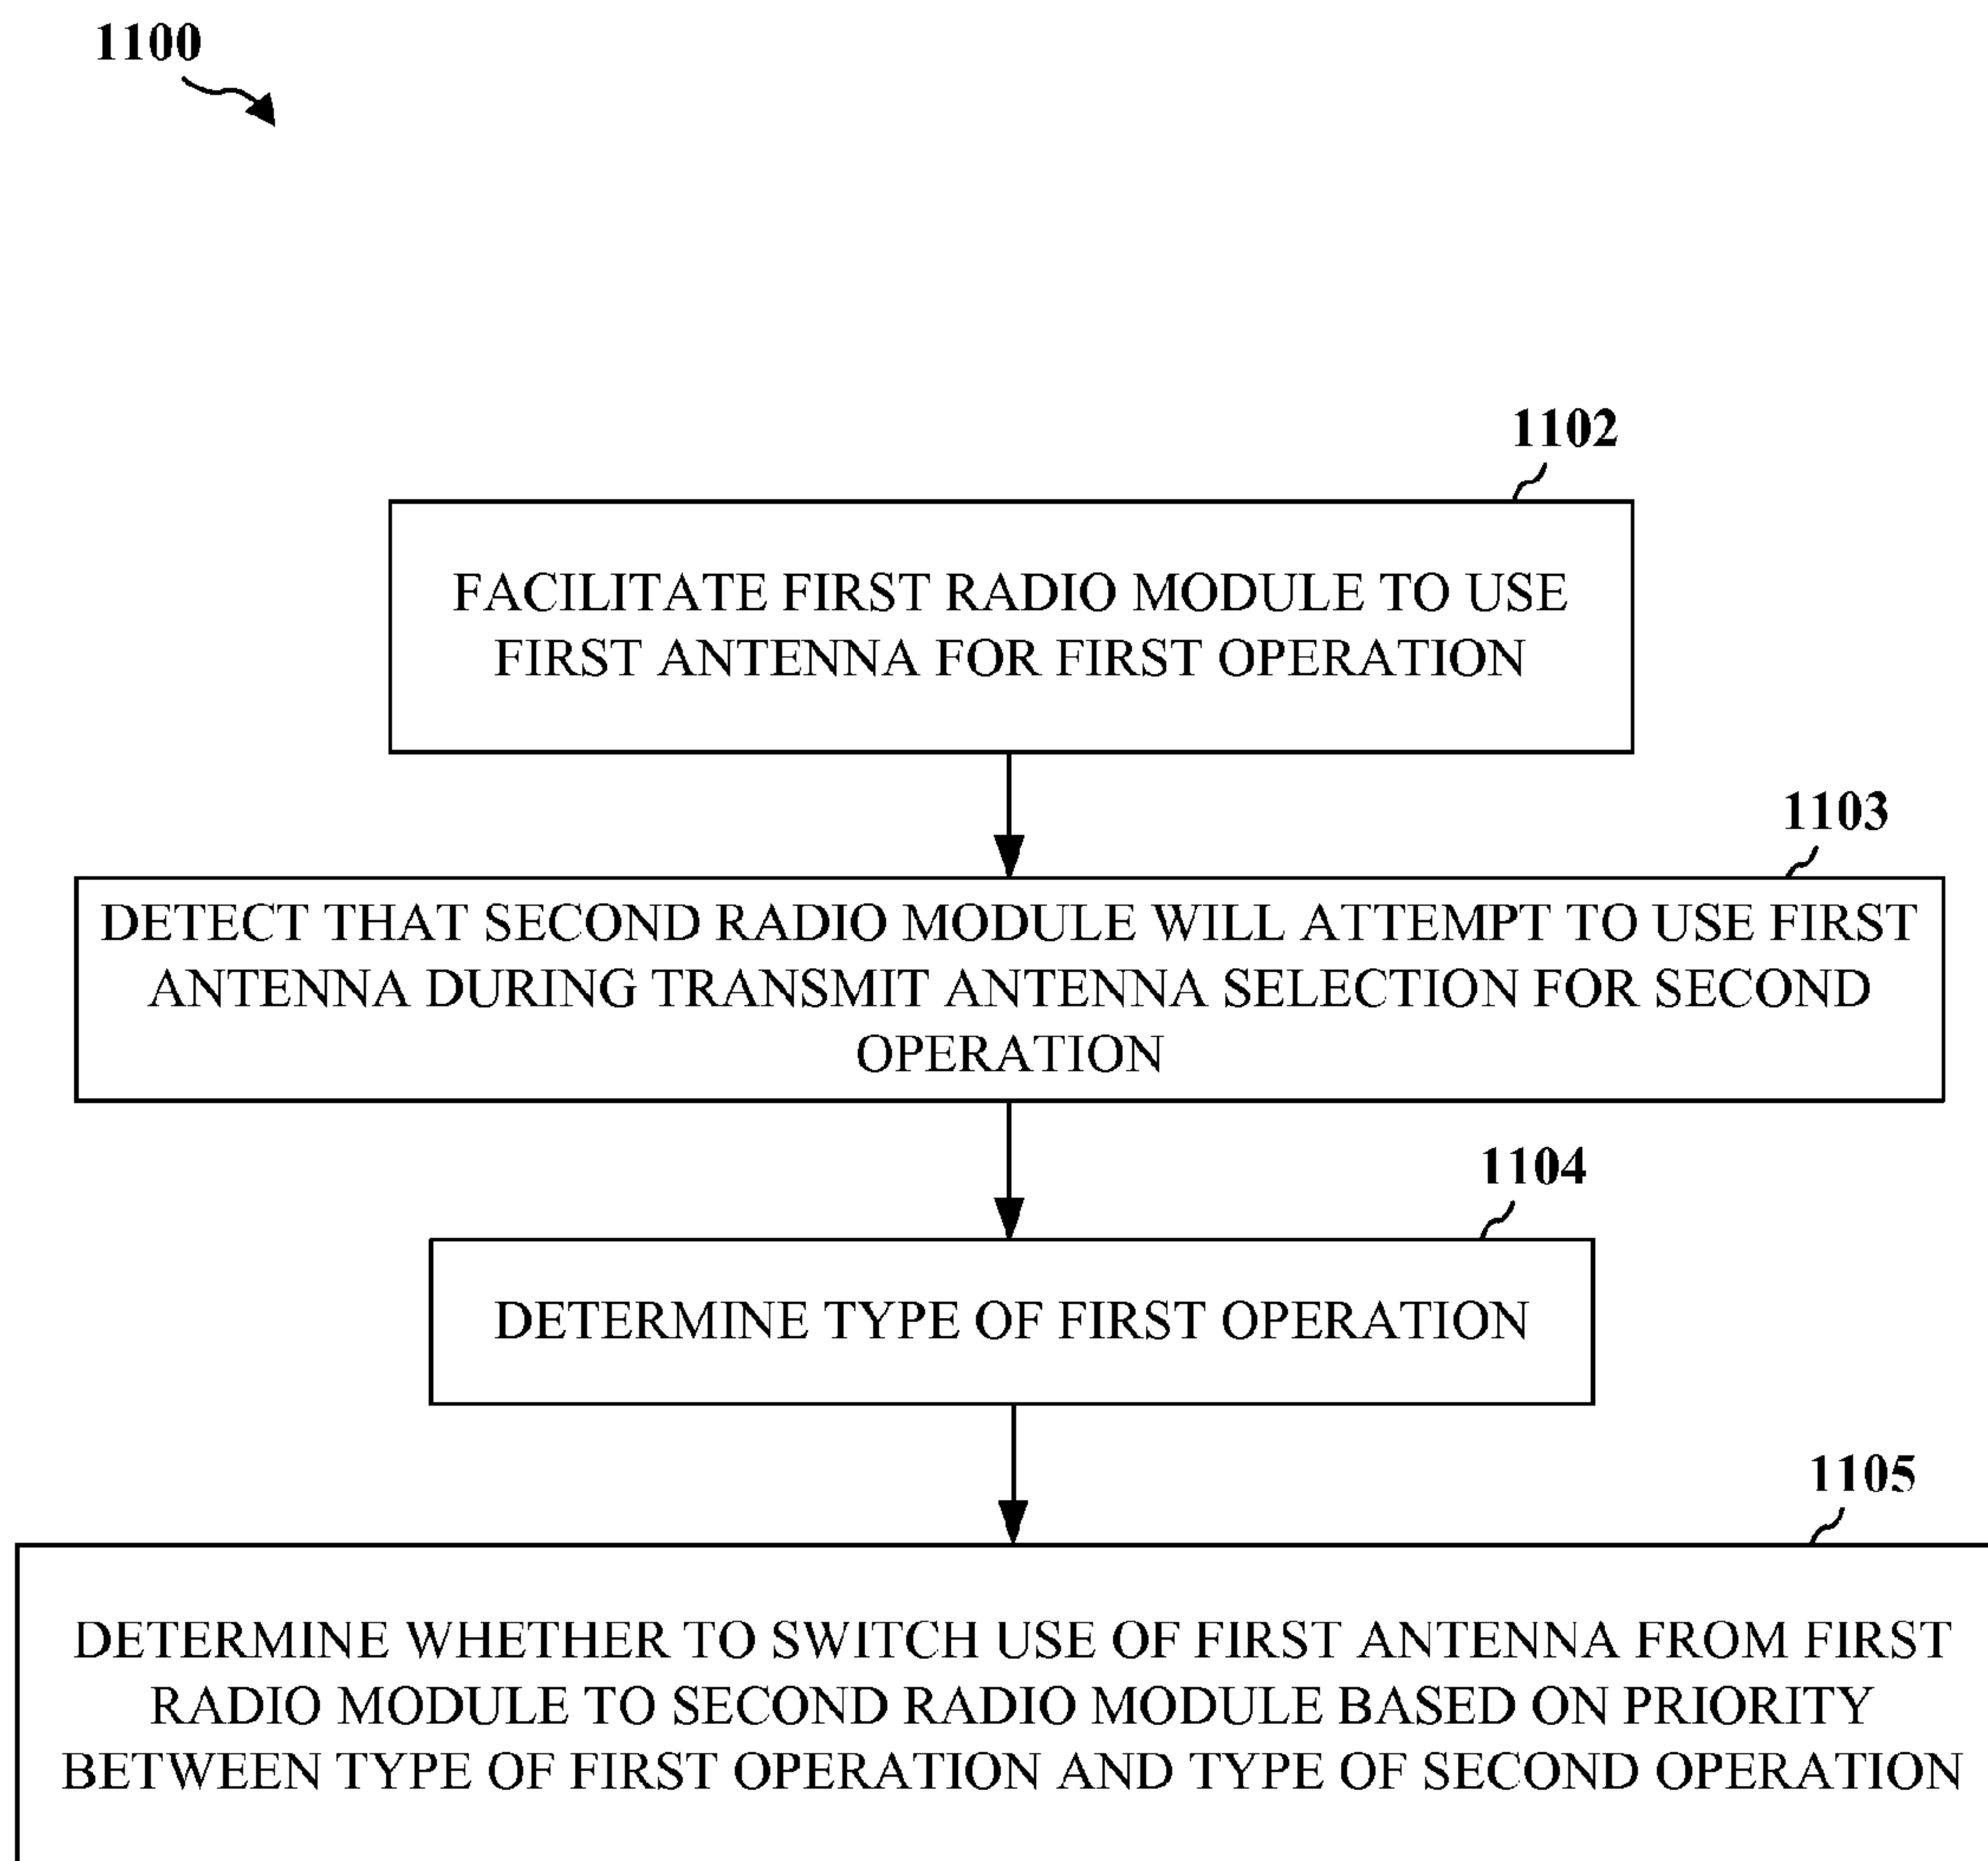 1100
1102
FACILITATE FIRST RADIO MODULE TO USE
FIRST ANTENNA FOR FIRST OPERATION
1103
DETECT THAT SECOND RADIO MODULE WILL ATTEMPT TO USE FIRST
ANTENNA DURING TRANSMIT ANTENNA SELECTION FOR SECOND
OPERATION
1104
DETERMINE TYPE OF FIRST OPERATION
1105
DETERMINE WHETHER TO SWITCH USE OF FIRST ANTENNA FROM FIRST
RADIO MODULE TO SECOND RADIO MODULE BASED ON PRIORITY
BETWEEN TYPE OF FIRST OPERATION AND TYPE OF SECOND OPERATION